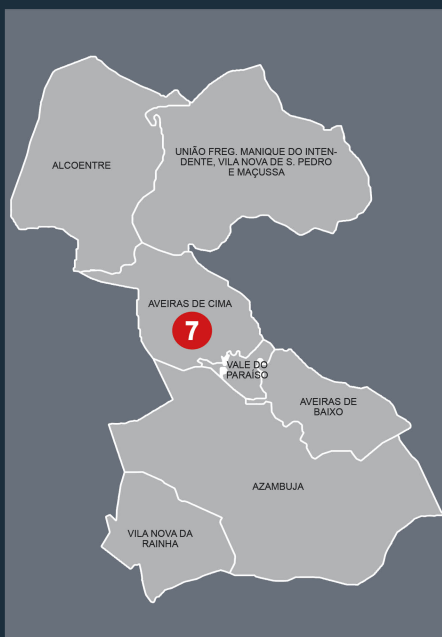 ALCOENTRE
UNIÃO FREG. MANIQUE DO INTEN-
DENTE, VILA NOVA DE S. PEDRO
E MAÇUSSA
AVEIRAS DE CIMA
7
VALE DO
PARAÍSO
AVEIRAS DE
BAIXO
AZAMBUJA
VILA NOVA DA
RAINHA